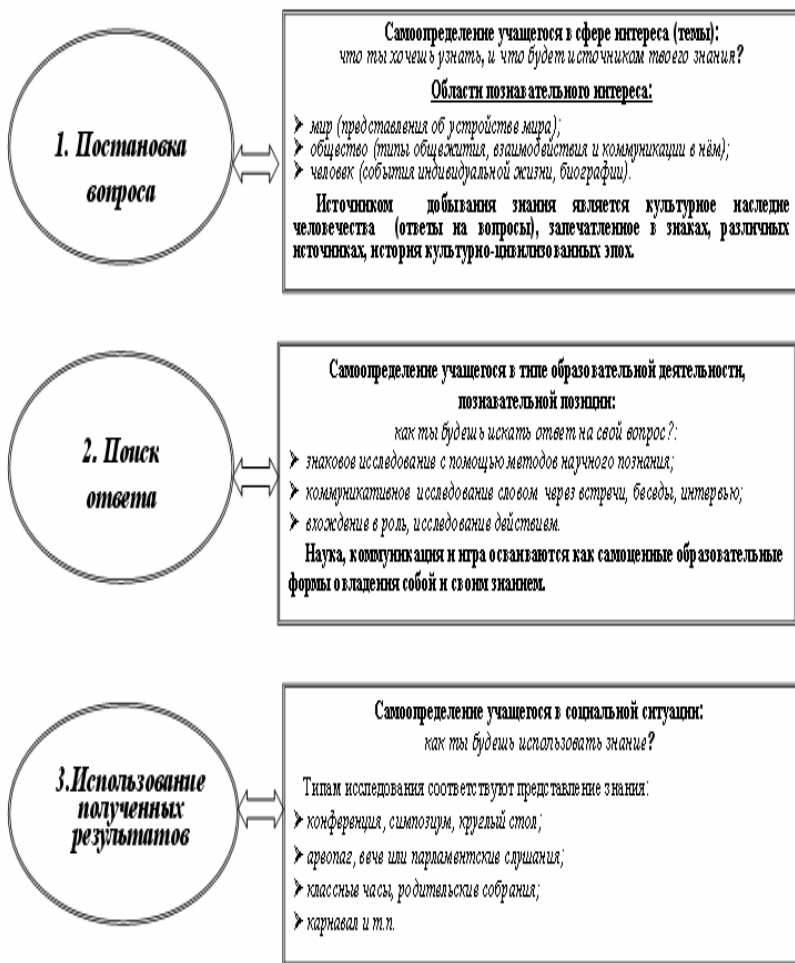 1. Постановка
вопроса
Самоопределение учащегося в сфере интереса (темы):
что ты хочешь узнать, и что будет источникам твоего знания?
Области познавательного интереса:
➢ мир (представления об устройстве мира);
➢ общество (типы общежития, взаимодействия и коммуникации в нём);
➢ человек (события индивидуальной жизни, биографии).
Источником добывания знания является культурное наследие
человечества (ответы на вопросы), запечатленное в знаках, различных
источниках, история культурно-цивилизованных эпох.
2. Поиск
ответа
Самоопределение учащегося в типе образовательной деятельности,
познавательной позиции:
как ты будешь искать ответ на свой вопрос?:
➢ знаковое исследование с помощью методов научного познания;
➢ коммуникативное исследование словом через встречи, беседы, интервью;
➢ вхождение в роль, исследование действием.
Наука, коммуникация и игра осваиваются как самоценные образовательные
формы овладения собой и своим знанием.
3.Использование
полученных
результатов
Самоопределение учащегося в социальной ситуации:
как ты будешь использовать знание?
Типам исследования соответствуют представление знания:
➢ конференция, симпозиум, круглый стол;
➢ ареопаг, вече или парламентские слушания;
➢ классные часы, родительские собрания;
➢ карнавал и т.п.